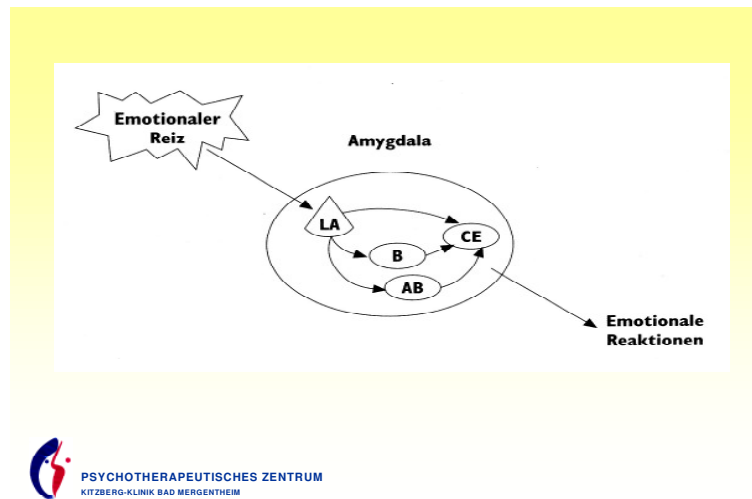 Emotionaler
Reiz
Amygdala
LA
CE
B
AB
Emotionale
Reaktionen
PSYCHOTHERAPEUTISCHES ZENTRUM
KITZBERG-KLINIK BAD MERGENTHEIM